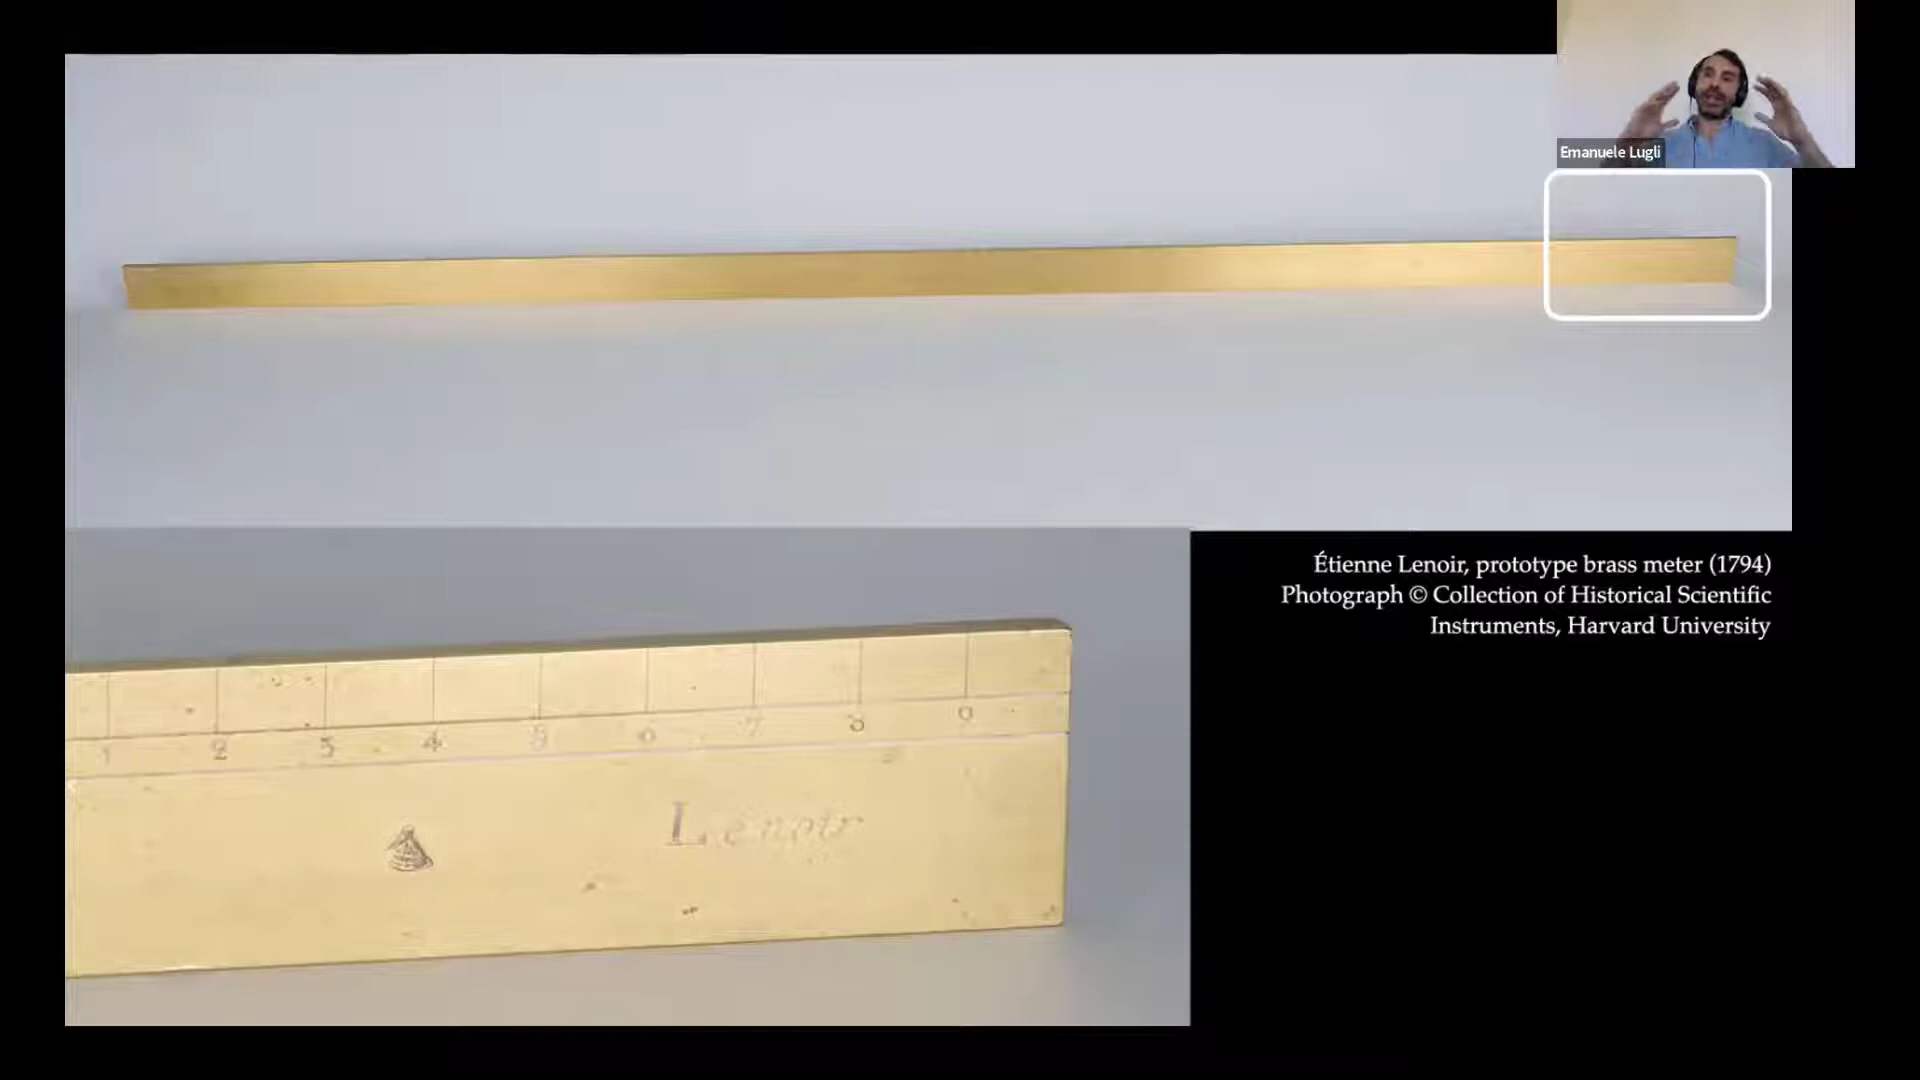 Emanuele Lugli
Étienne Lenoir, prototype brass meter (1794)
Photograph © Collection of Historical Scientific
Instruments, Harvard University
1 2 3 4 5 6 7 8 9
Lenoir